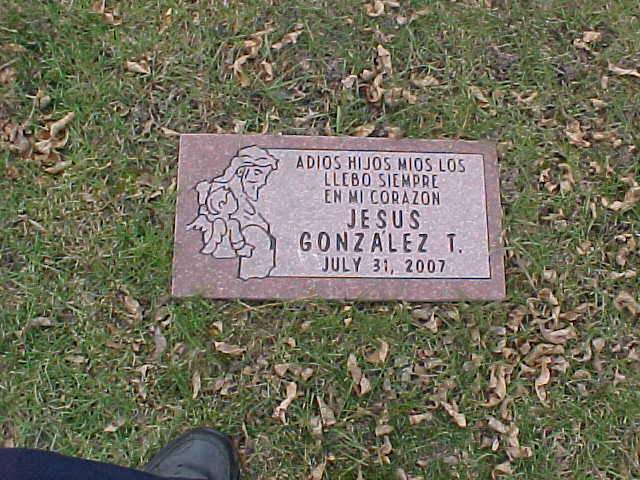 ADIOS HIJOS MIOS LOS
LLEBO SIEMPRE
EN MI CORAZON
JESUS
GONZALEZ T.
JULY 31, 2007